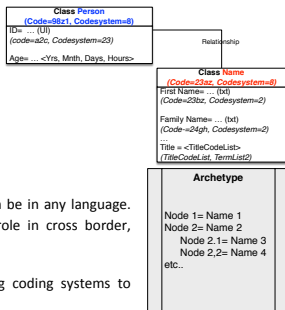 Class Person
(Code=98z1, Codesystem=8)
ID= ... (UI)
(code=a2c, Codesystem=23)
Age= ... <Yrs, Mnth, Days, Hours>
Relationship
Class Name
(Code=23az, Codesystem=8)
First Name= ... (txt)
(Code=23bz, Codesystem=2)
Family Name= ... (txt)
(Code-=24gh, Codesystem=2)
...
Title = <TitleCodeList>
(TitleCodeList, TermList2)
be in any language.
role in cross border,
coding systems to
Archetype
Node 1= Name 1
Node 2= Name 2
Node 2.1= Name 3
Node 2,2= Name 4
etc..